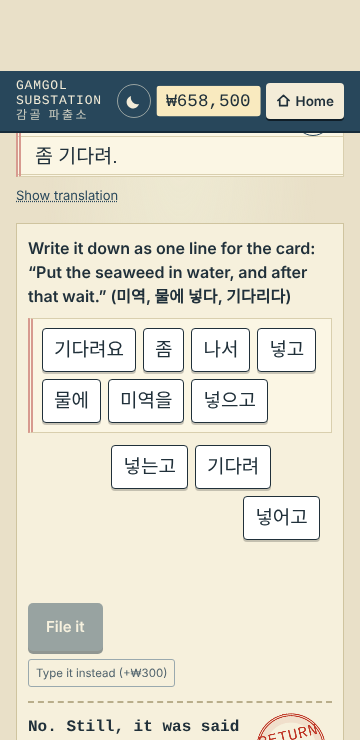 GAMGOL
SUBSTATION
감골 파출소
₩658,500
Home
좀 기다려.
Show translation
Write it down as one line for the card:
“Put the seaweed in water, and after
that wait.” (미역, 물에 넣다, 기다리다)
기다려요 좀 나서 넣고
물에 미역을 넣으고
넣는고 기다려
넣어고
File it
Type it instead (+₩300)
No. Still, it was said
RETURN